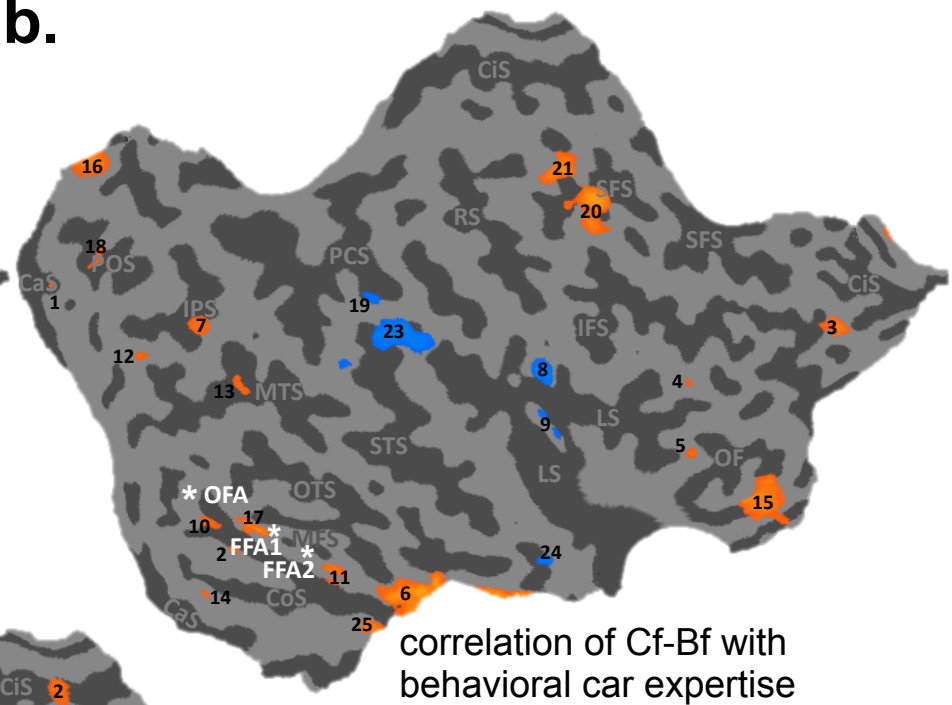 b.
CiS
16
21
SFS
20
RS
18
POS
PCS
SFS
CaS
1
19
CiS
IPS
7
23
IFS
3
12
8
4
13
MTS
9
LS
STS
5
OF
LS
15
* OFA
OTS
10
17
*
MFS
2
FFA1
*
24
FFA2
11
14
CoS
6
CaS
25
correlation of Cf-Bf with
behavioral car expertise
CiS
2